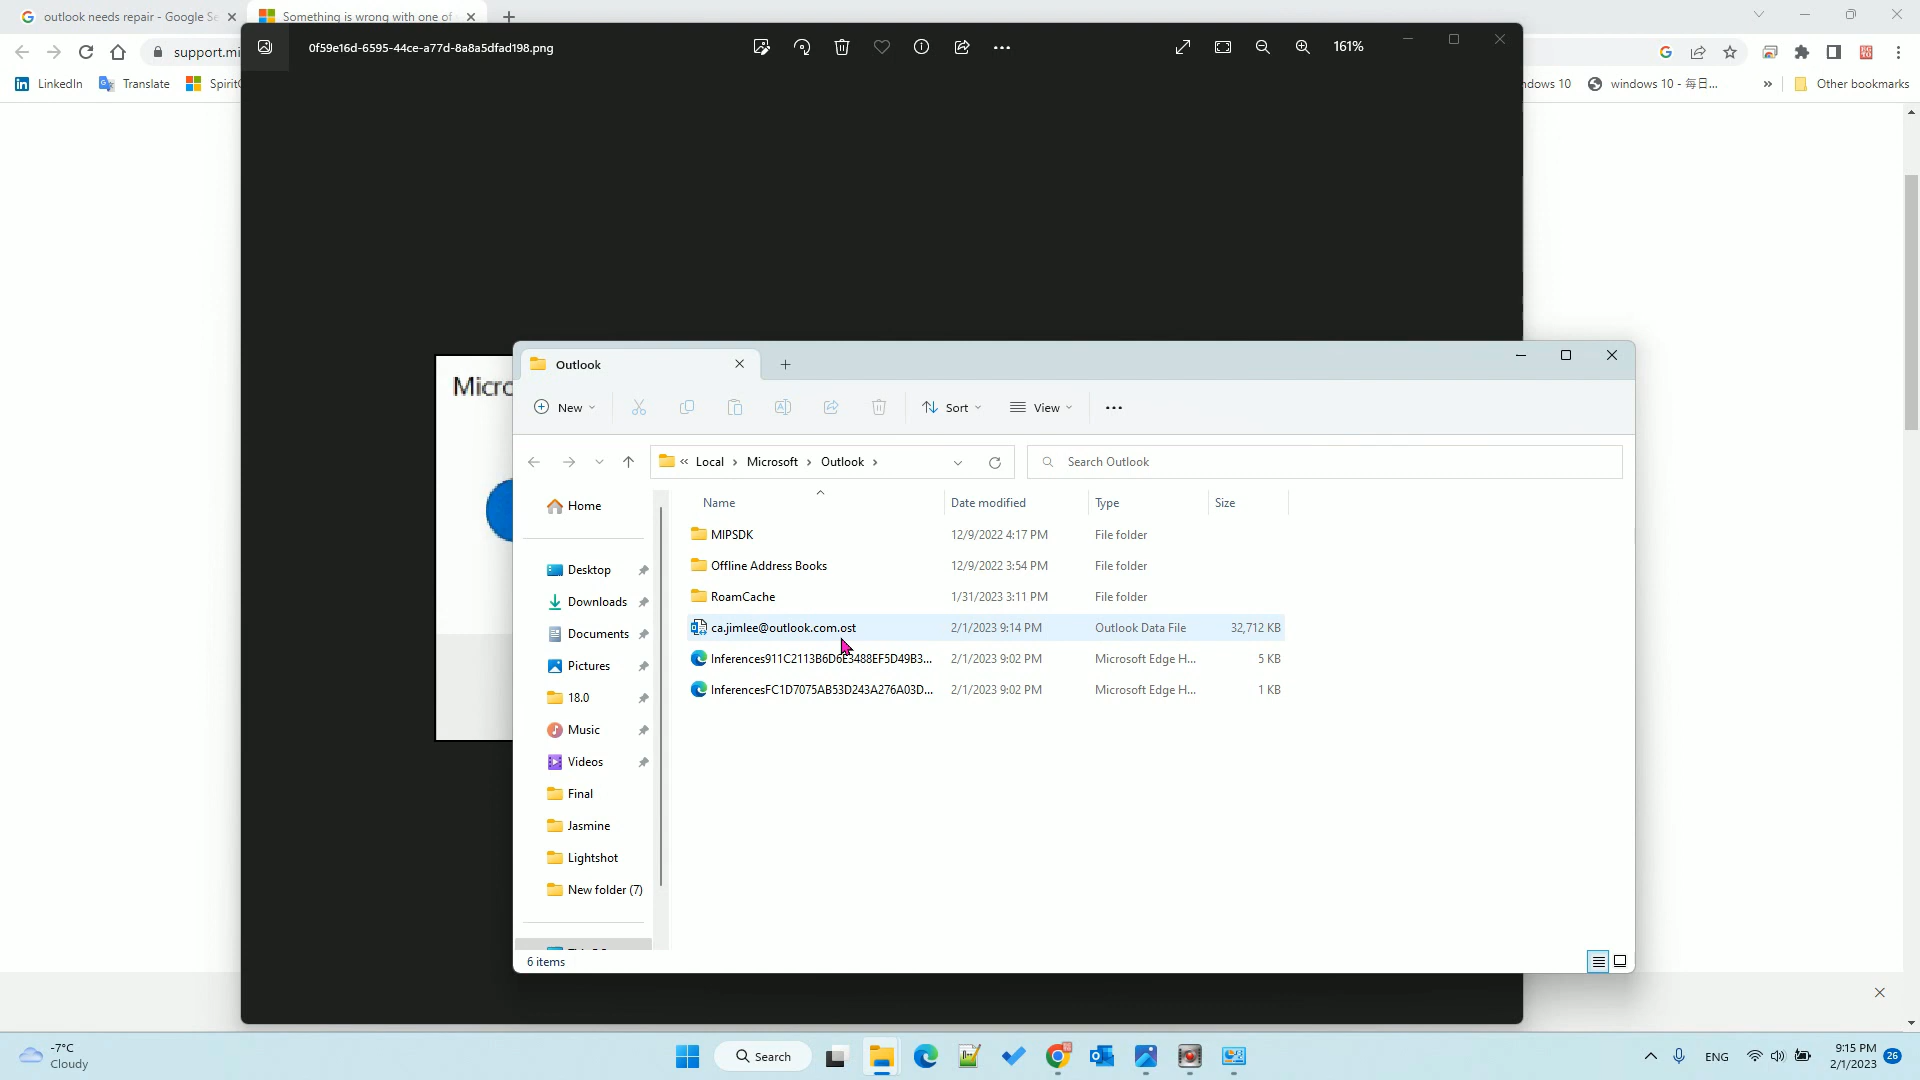 outlook needs repair - Google Se
Something is wrong with one of
support.mi
LinkedIn
Translate
Spirit
ndows 10
windows 10 - 每日...
»
Other bookmarks
0f59e16d-6595-44ce-a77d-8a8a5dfad198.png
161%
Micro
Outlook
New
Sort
View
« Local > Microsoft > Outlook >
Search Outlook
Home
Desktop
Downloads
Documents
Pictures
18.0
Music
Videos
Final
Jasmine
Lightshot
New folder (7)
Name Date modified Type Size
MIPSDK 12/9/2022 4:17 PM File folder
Offline Address Books 12/9/2022 3:54 PM File folder
RoamCache 1/31/2023 3:11 PM File folder
ca.jimlee@outlook.com.ost 2/1/2023 9:14 PM Outlook Data File 32,712 KB
Inferences911C2113B6D6E3488EF5D49B3... 2/1/2023 9:02 PM Microsoft Edge H... 5 KB
InferencesFC1D7075AB53D243A276A03D... 2/1/2023 9:02 PM Microsoft Edge H... 1 KB
6 items
-7°C
Cloudy
Search
ENG
9:15 PM
2/1/2023
26